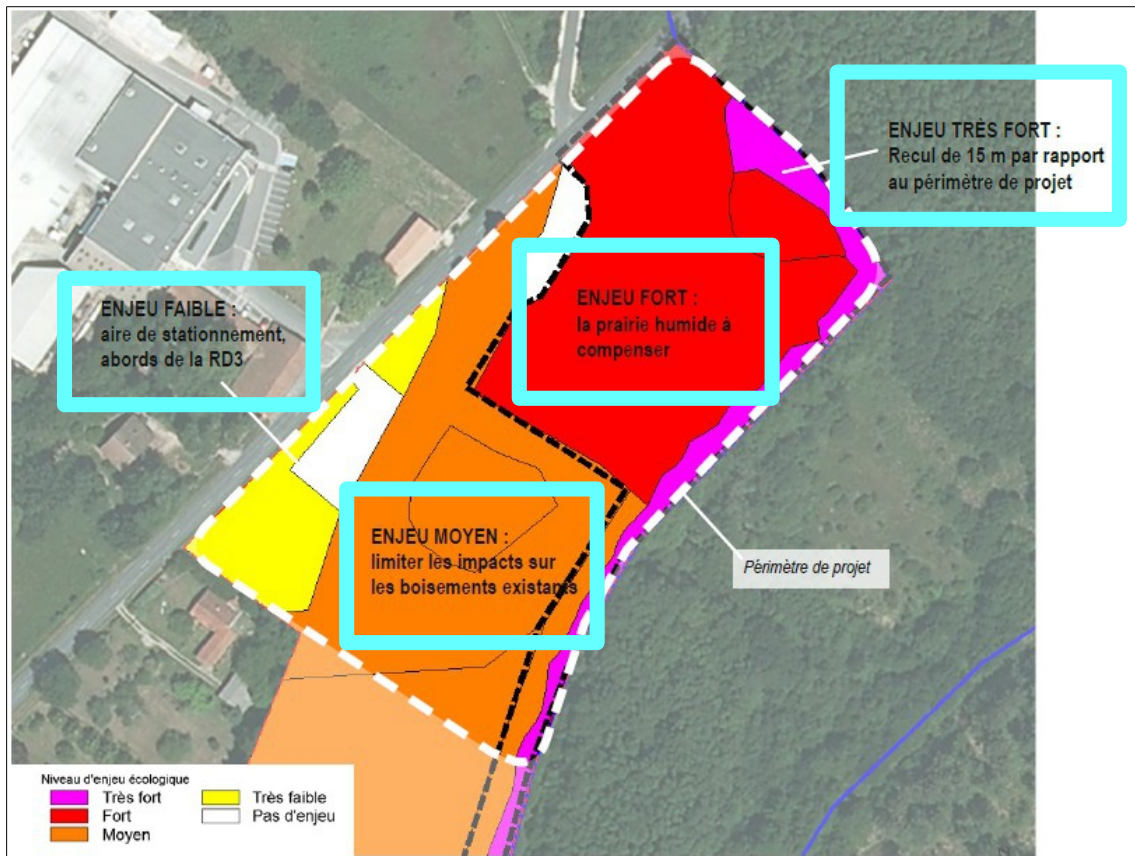 ENJEU TRÈS FORT :
Recul de 15 m par rapport
au périmètre de projet
ENJEU FORT :
la prairie humide à
compenser
ENJEU FAIBLE :
aire de stationnement,
abords de la RD3
ENJEU MOYEN :
limiter les impacts sur
les boisements existants
Périmètre de projet
Niveau d'enjeu écologique
Très fort
Fort
Moyen
Très faible
Pas d'enjeu